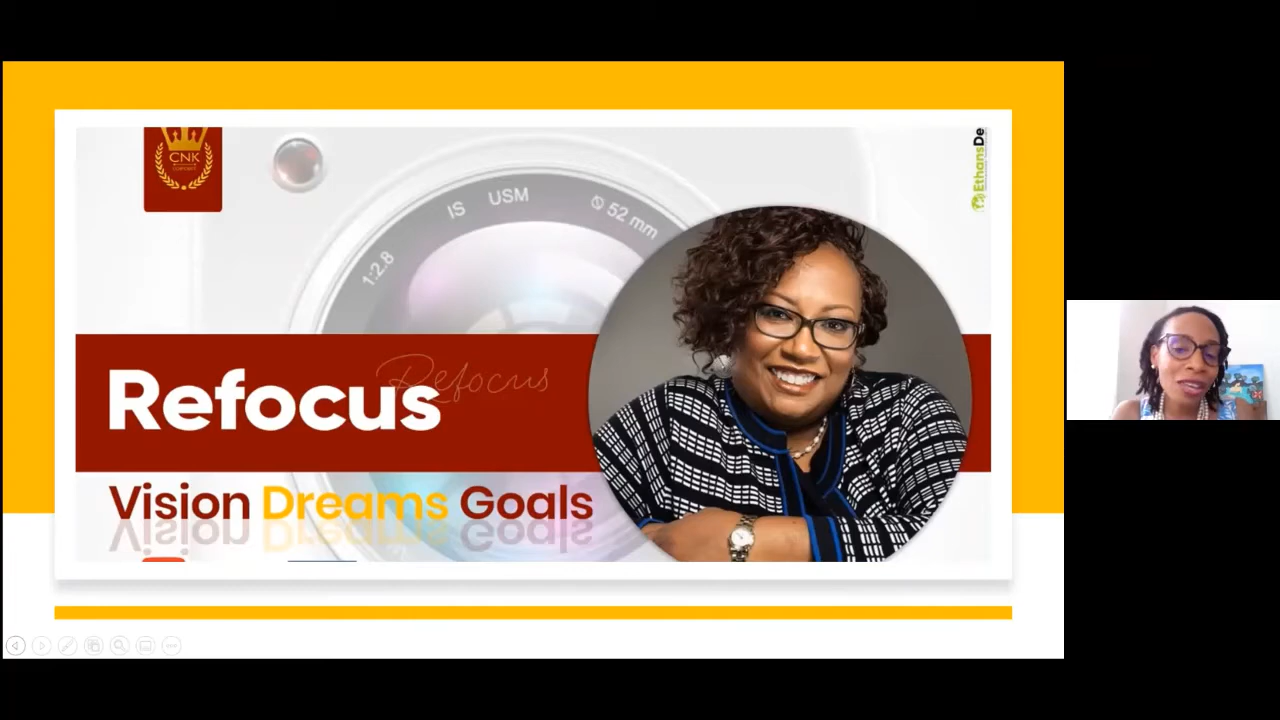 CNK
1:2.8
IS USM
52 mm
EthansDe
Refocus
Refocus
Vision Dreams Goals